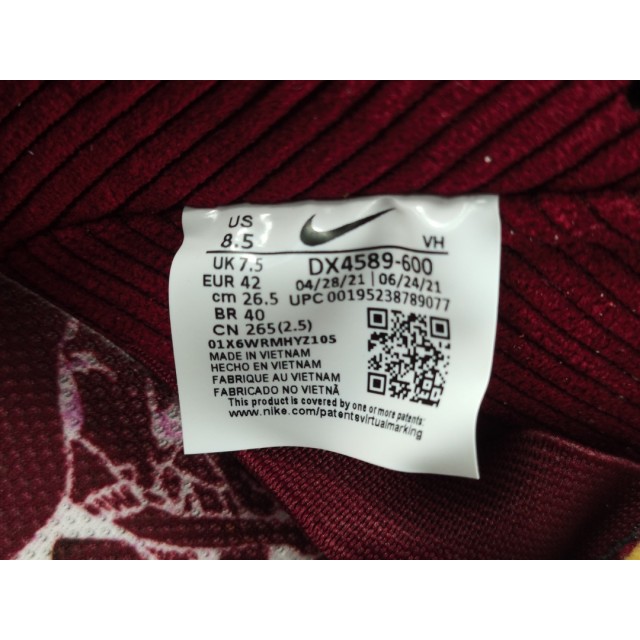 US
8.5
VH
UK 7.5
DX4589-600
EUR 42
04/28/21 | 06/24/21
cm 26.5
UPC 00195238789077
BR 40
CN 265(2.5)
01X6WRMHYZ10S
MADE IN VIETNAM
HECHO EN VIETNAM
FABRIQUE AU VIETNAM
FABRICADO NO VIETNÃ
This product is covered by one or more patents:
www.nike.com/patentsvirtualmarking